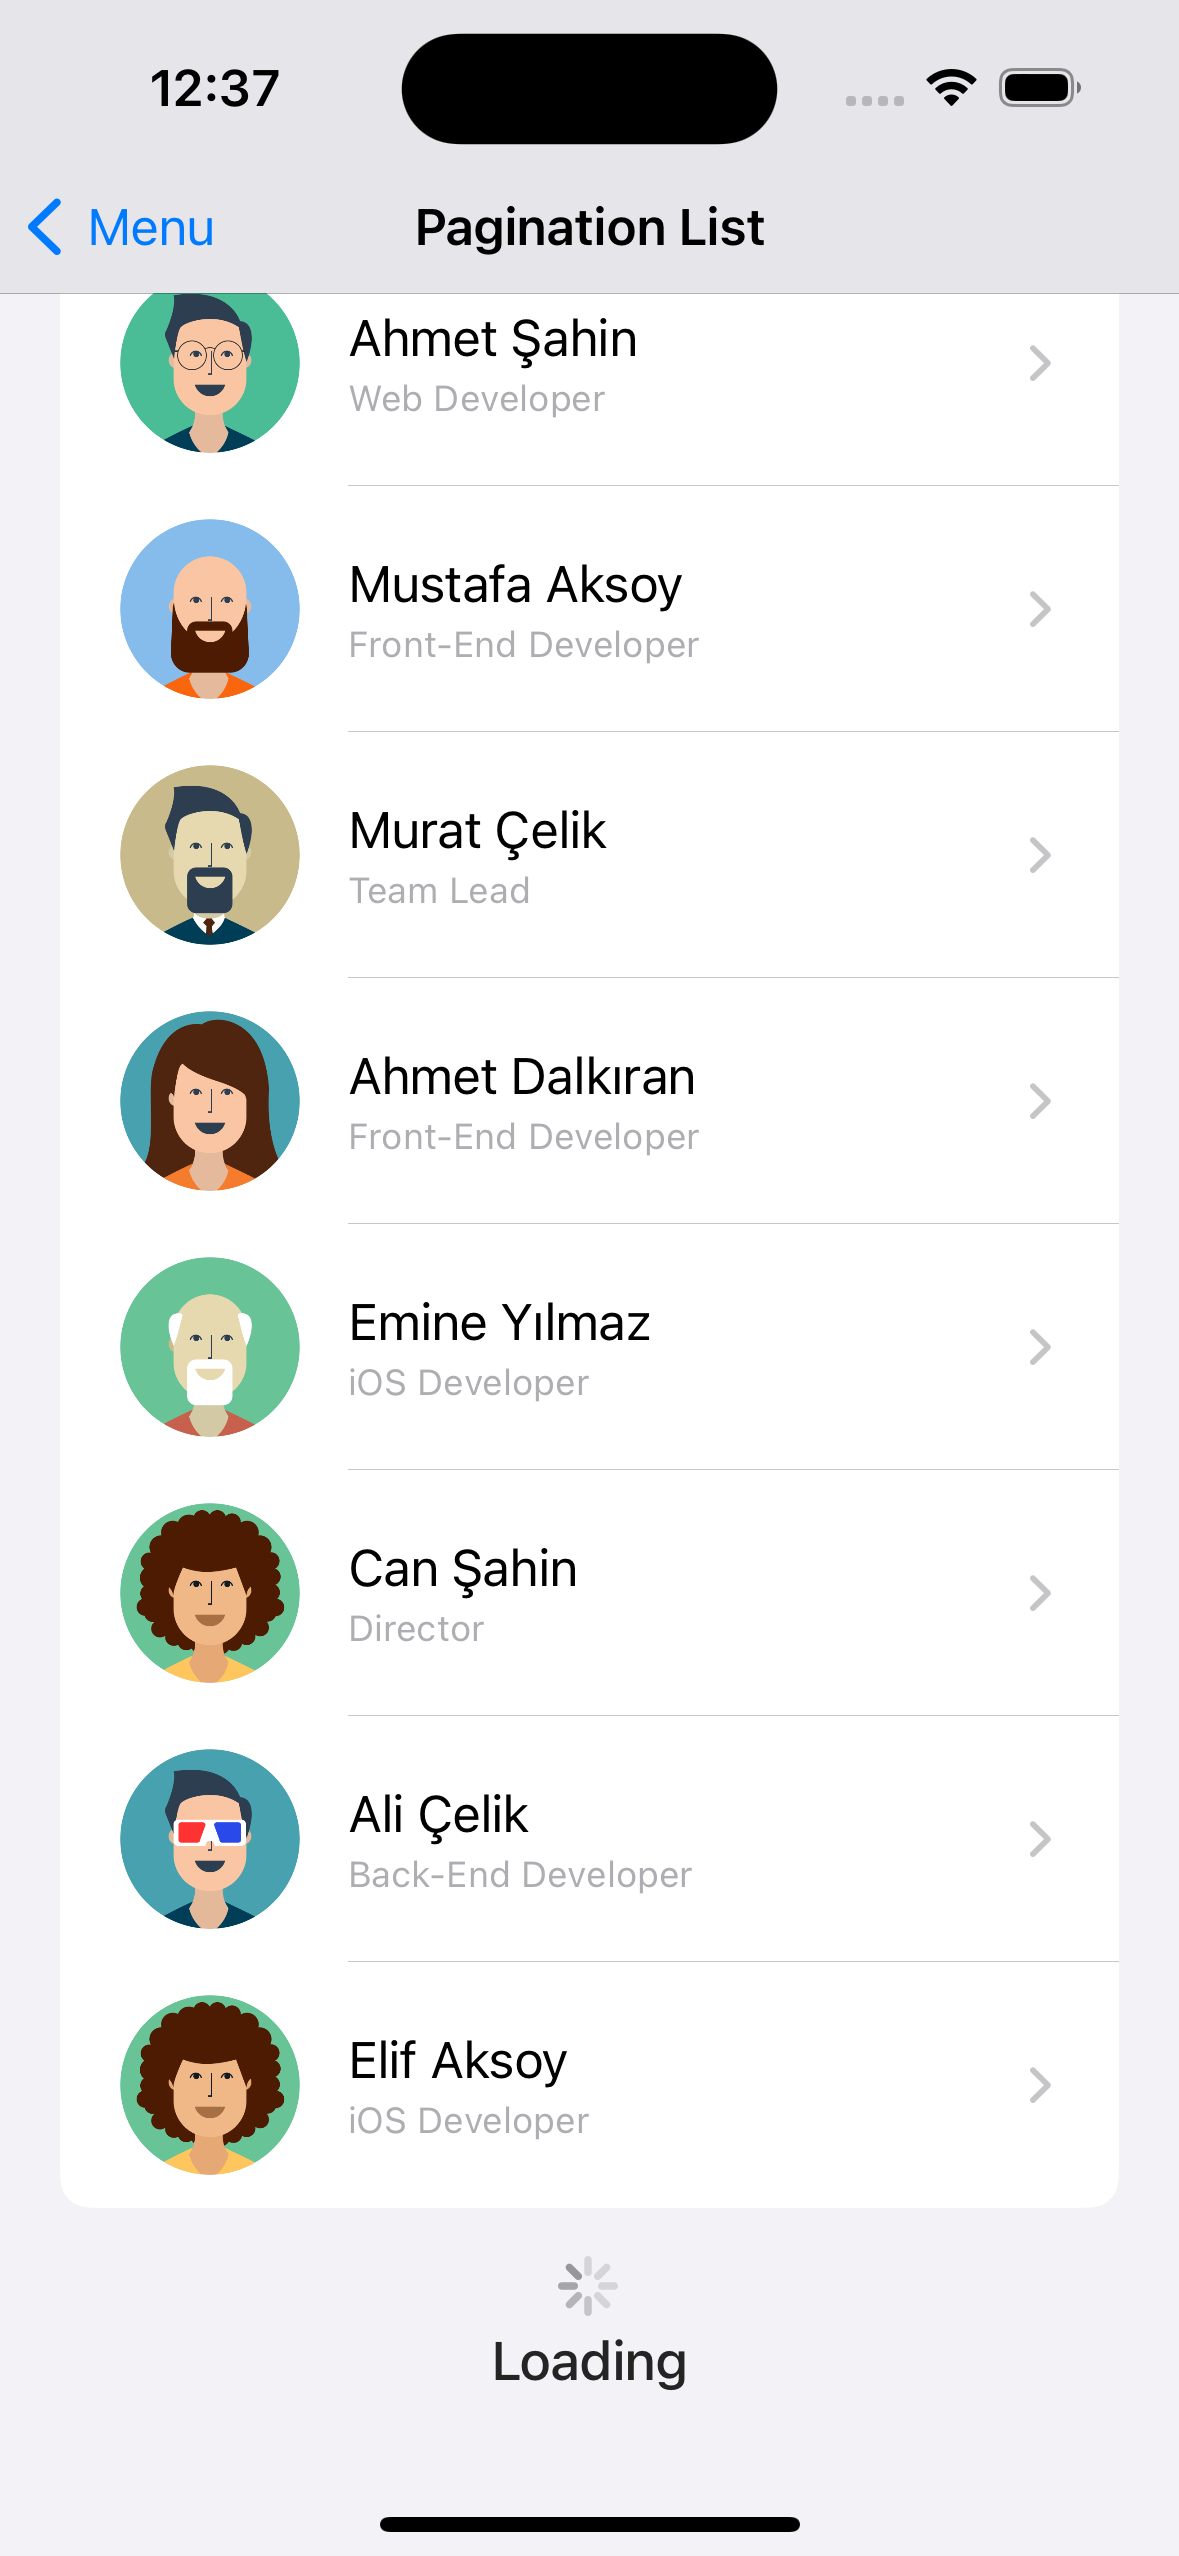 12:37
Menu
Pagination List
Ahmet Şahin
Web Developer
Mustafa Aksoy
Front-End Developer
Murat Çelik
Team Lead
Ahmet Dalkıran
Front-End Developer
Emine Yılmaz
iOS Developer
Can Şahin
Director
Ali Çelik
Back-End Developer
Elif Aksoy
iOS Developer
Loading